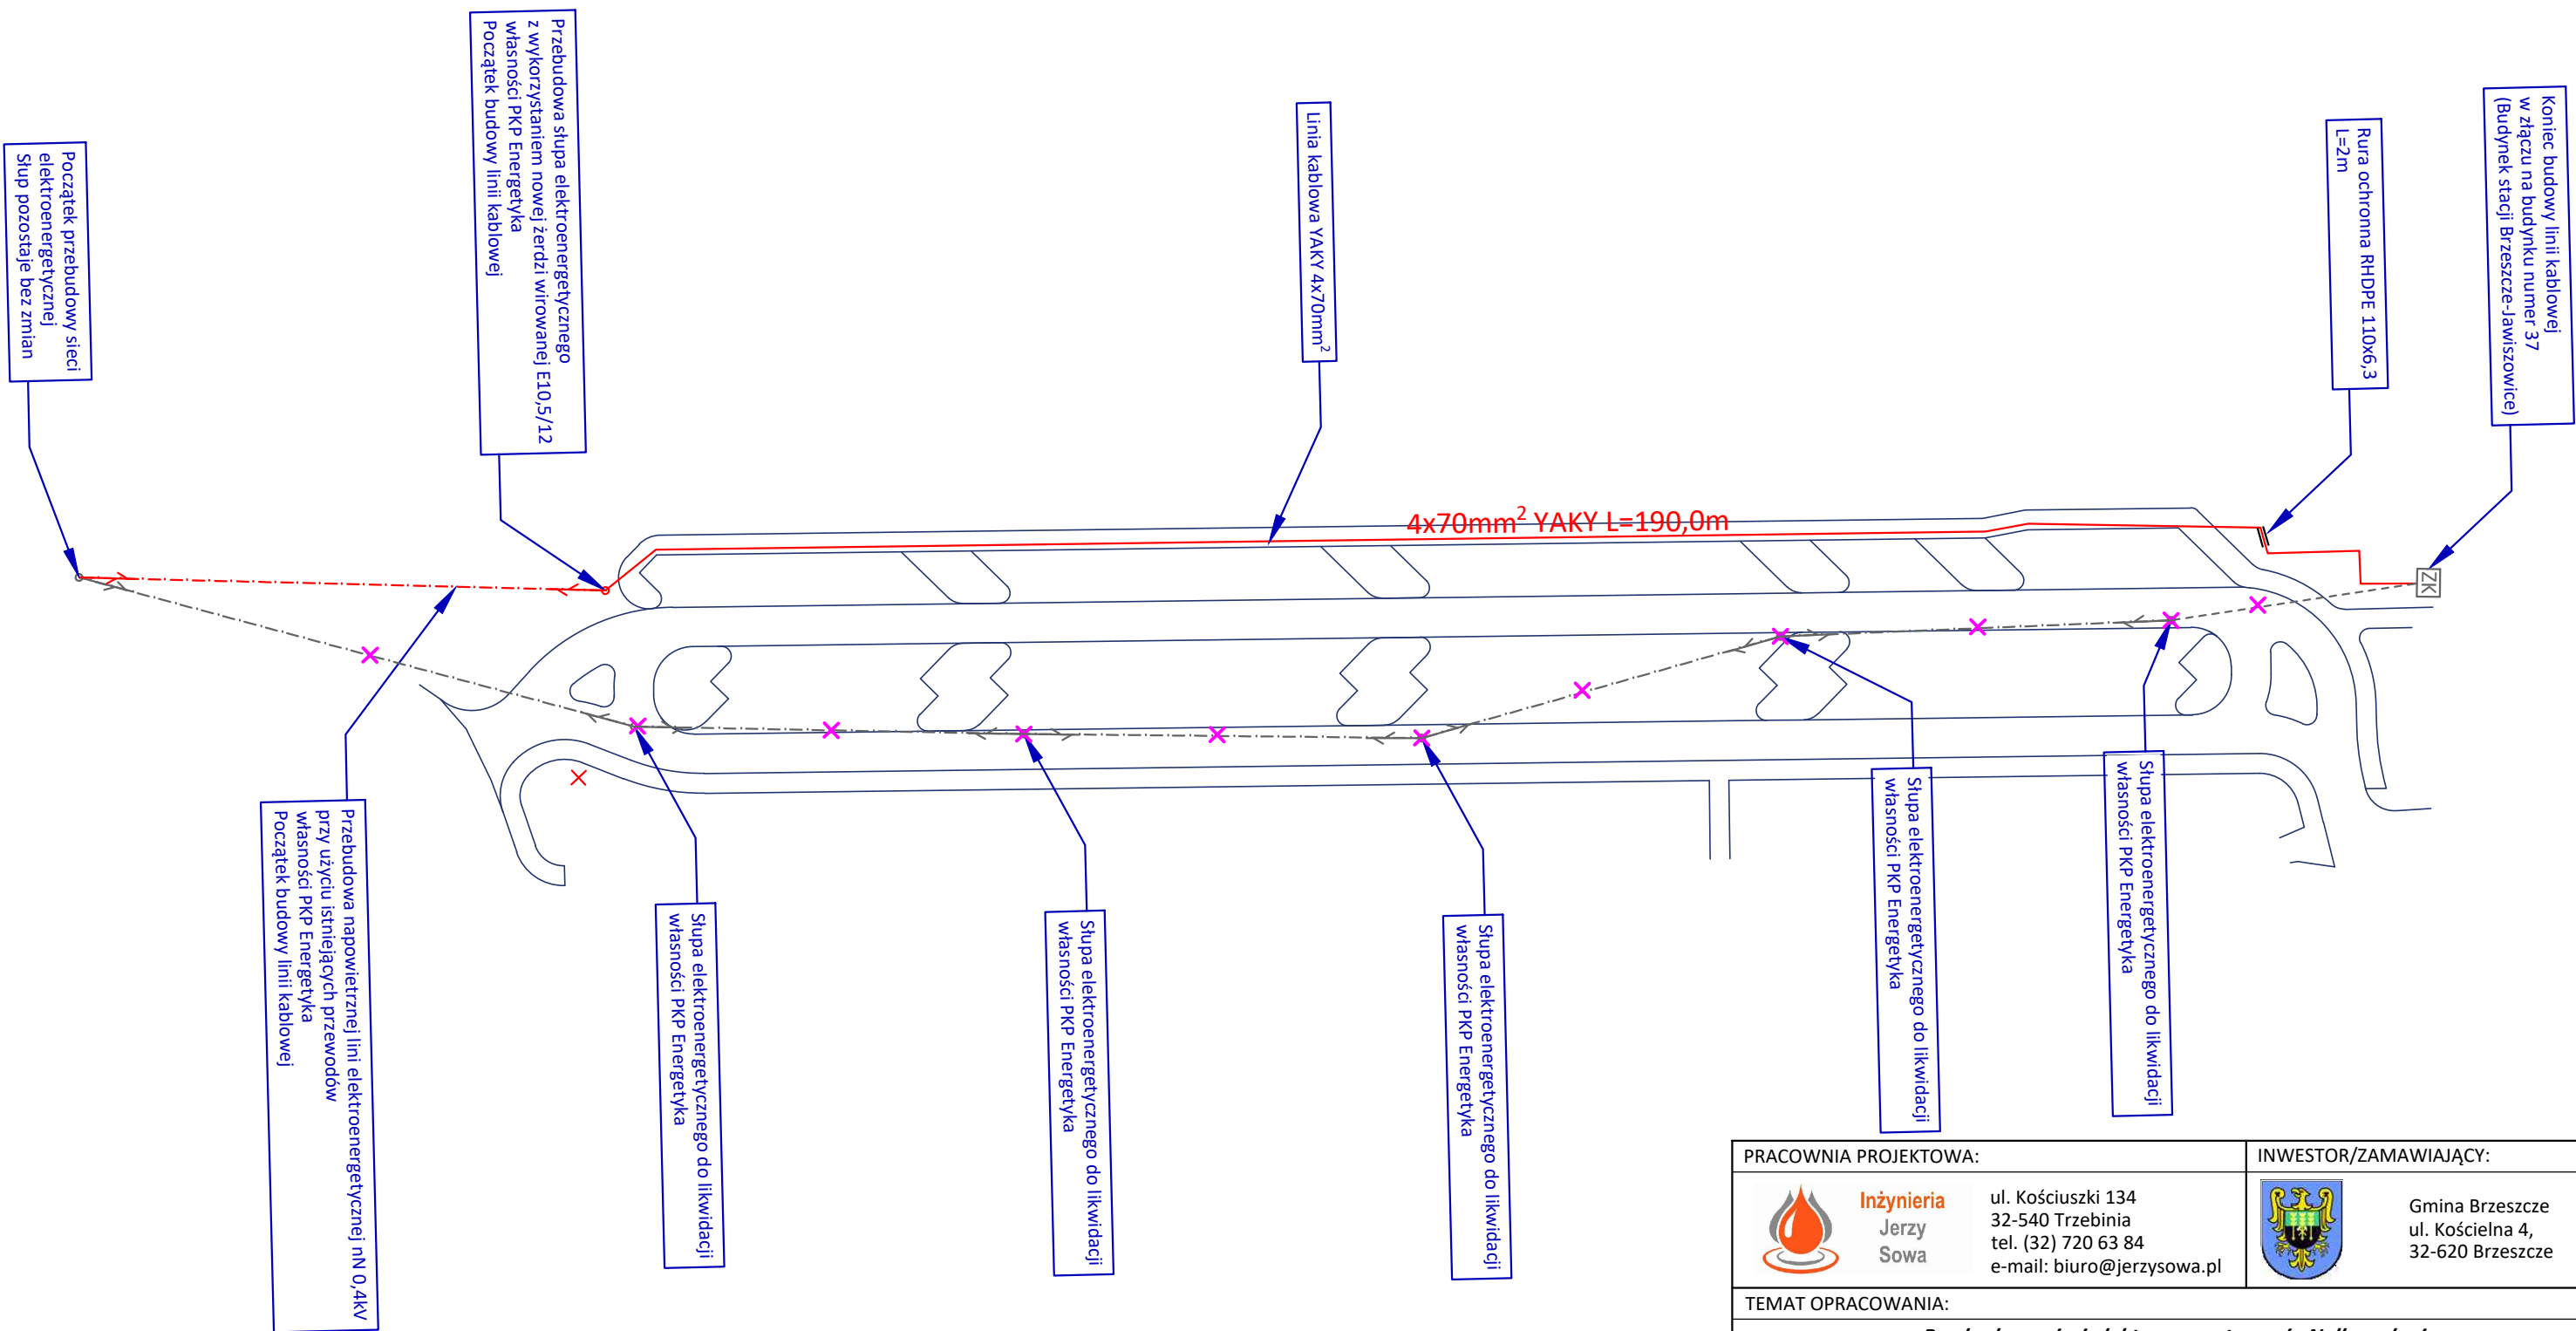 Początek przebudowy sieci
elektroenergetycznej
Słup pozostaje bez zmian
Przebudowa słupa elektroenergetycznego
z wykorzystaniem nowej żerdzi wirowanej E10,5/12
własności PKP Energetyka
Początek budowy linii kablowej
Linia kablowa YAKY 4x70mm²
Rura ochronna RHDPE 110x6,3
L=2m
Koniec budowy linii kablowej
w złączu na budynku numer 37
(Budynek stacji Brzeszcze-Jawiszowice)
4x70mm² YAKY L=190,0m
ZK
Przebudowa napowietrznej lini elektroenergetycznej nN 0,4kV
przy użyciu istniejących przewodów
własności PKP Energetyka
Początek budowy linii kablowej
Słupa elektroenergetycznego do likwidacji
własności PKP Energetyka
Słupa elektroenergetycznego do likwidacji
własności PKP Energetyka
Słupa elektroenergetycznego do likwidacji
własności PKP Energetyka
Słupa elektroenergetycznego do likwidacji
własności PKP Energetyka
Słupa elektroenergetycznego do likwidacji
własności PKP Energetyka
PRACOWNIA PROJEKTOWA:
Inżynieria
Jerzy
Sowa
ul. Kościuszki 134
32-540 Trzebinia
tel. (32) 720 63 84
e-mail: biuro@jerzysowa.pl
INWESTOR/ZAMAWIAJĄCY:
Gmina Brzeszcze
ul. Kościelna 4,
32-620 Brzeszcze
TEMAT OPRACOWANIA: